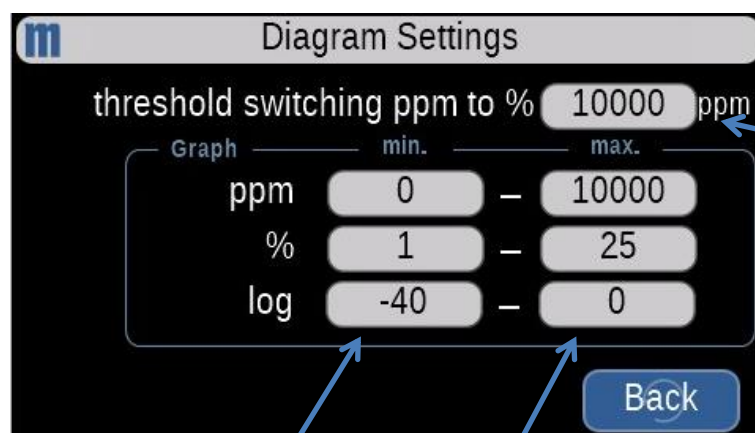 m Diagram Settings
threshold switching ppm to % 10000 ppm
Graph min. max.
ppm 0 – 10000
% 1 – 25
log -40 – 0
Back